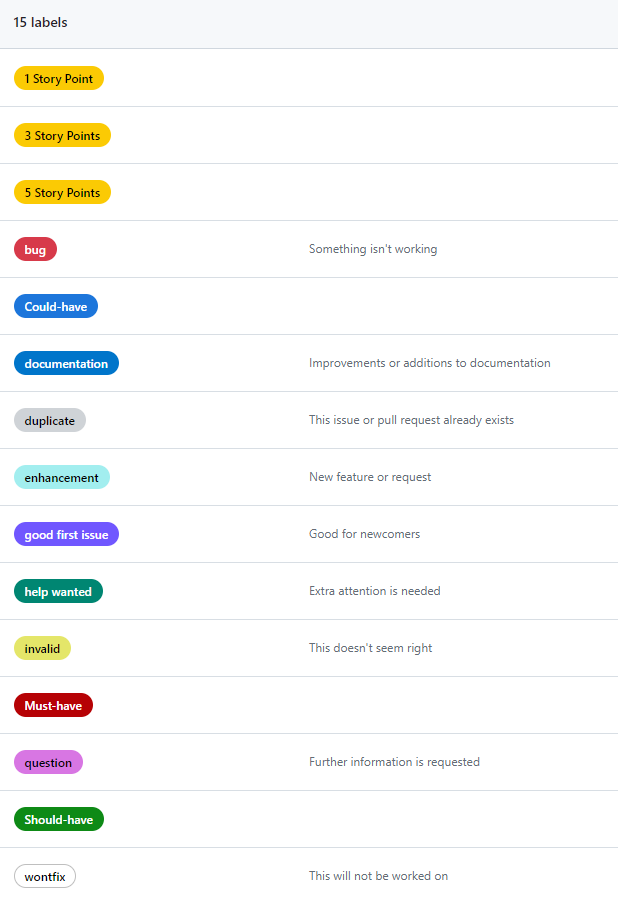 15 labels
1 Story Point
3 Story Points
5 Story Points
bug Something isn't working
Could-have
documentation Improvements or additions to documentation
duplicate This issue or pull request already exists
enhancement New feature or request
good first issue Good for newcomers
help wanted Extra attention is needed
invalid This doesn't seem right
Must-have
question Further information is requested
Should-have
wontfix This will not be worked on